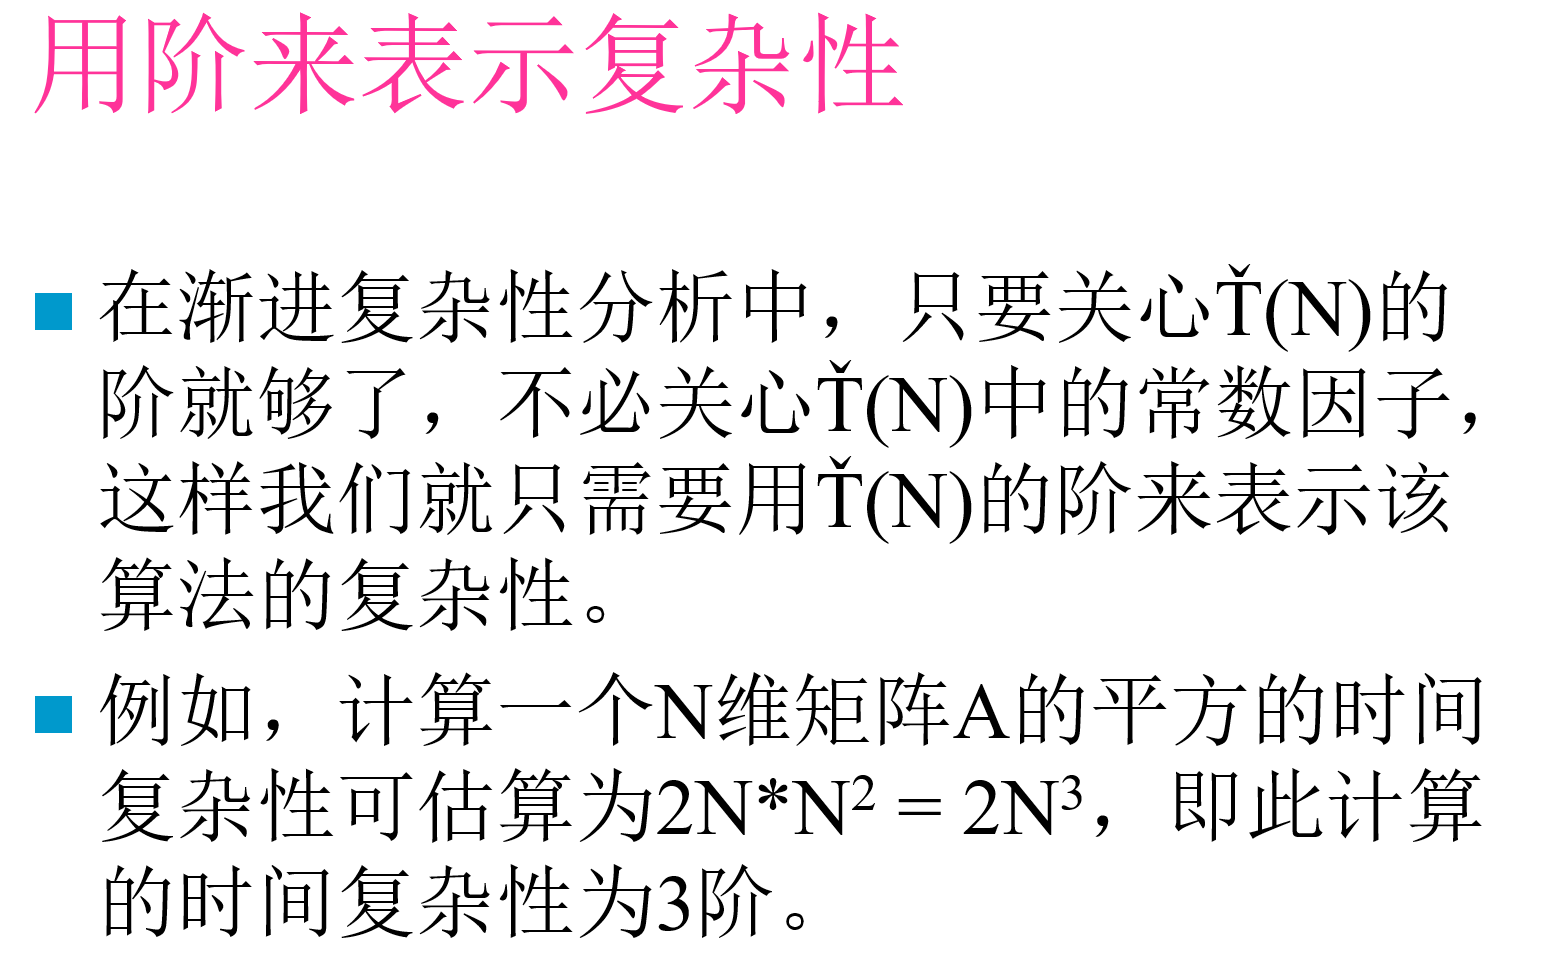 用阶来表示复杂性
在渐进复杂性分析中，只要关心Ť(N)的
阶就够了，不必关心Ť(N)中的常数因子，
这样我们就只需要用Ť(N)的阶来表示该
算法的复杂性。
例如，计算一个N维矩阵A的平方的时间
复杂性可估算为2N*N² = 2N³，即此计算
的时间复杂性为3阶。